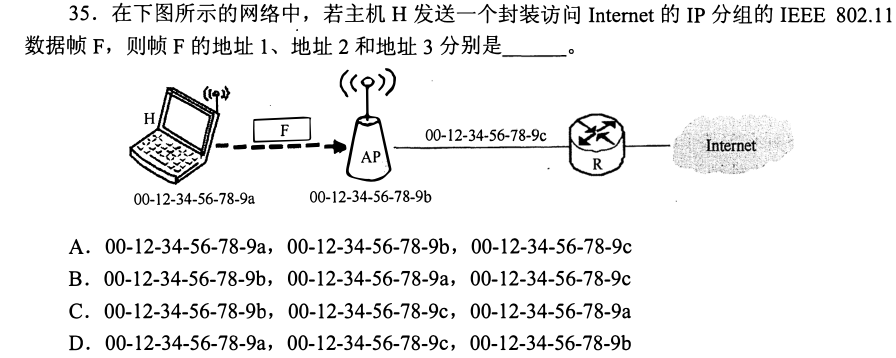 35．在下图所示的网络中，若主机 H 发送一个封装访问 Internet 的 IP 分组的 IEEE 802.11
数据帧 F，则帧 F 的地址 1、地址 2 和地址 3 分别是______。
H
F
AP
00-12-34-56-78-9c
R
Internet
00-12-34-56-78-9a
00-12-34-56-78-9b
A．00-12-34-56-78-9a，00-12-34-56-78-9b，00-12-34-56-78-9c
B．00-12-34-56-78-9b，00-12-34-56-78-9a，00-12-34-56-78-9c
C．00-12-34-56-78-9b，00-12-34-56-78-9c，00-12-34-56-78-9a
D．00-12-34-56-78-9a，00-12-34-56-78-9c，00-12-34-56-78-9b